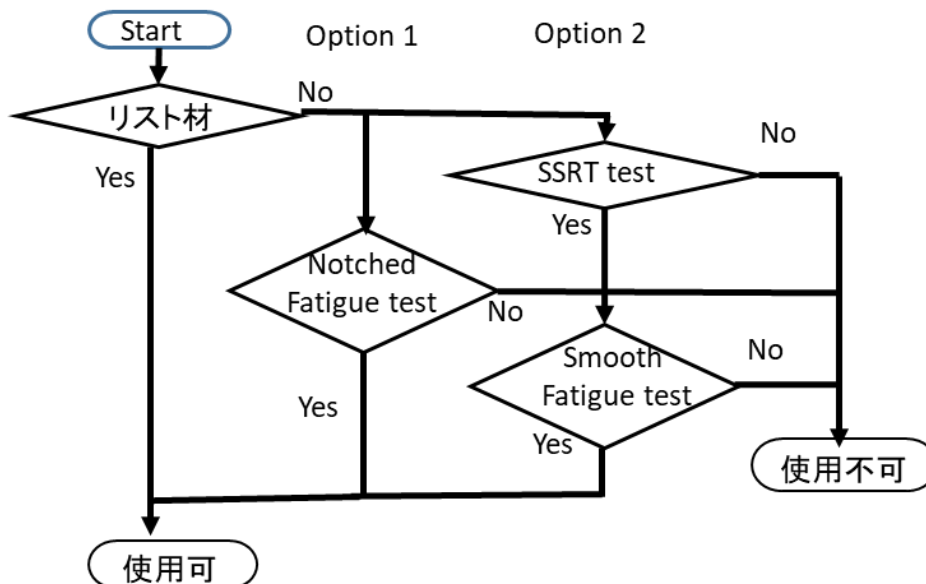 Start
Option 1
Option 2
リスト材
No
Yes
SSRT test
No
Yes
Notched
Fatigue test
No
Yes
Smooth
Fatigue test
No
Yes
使用不可
使用可